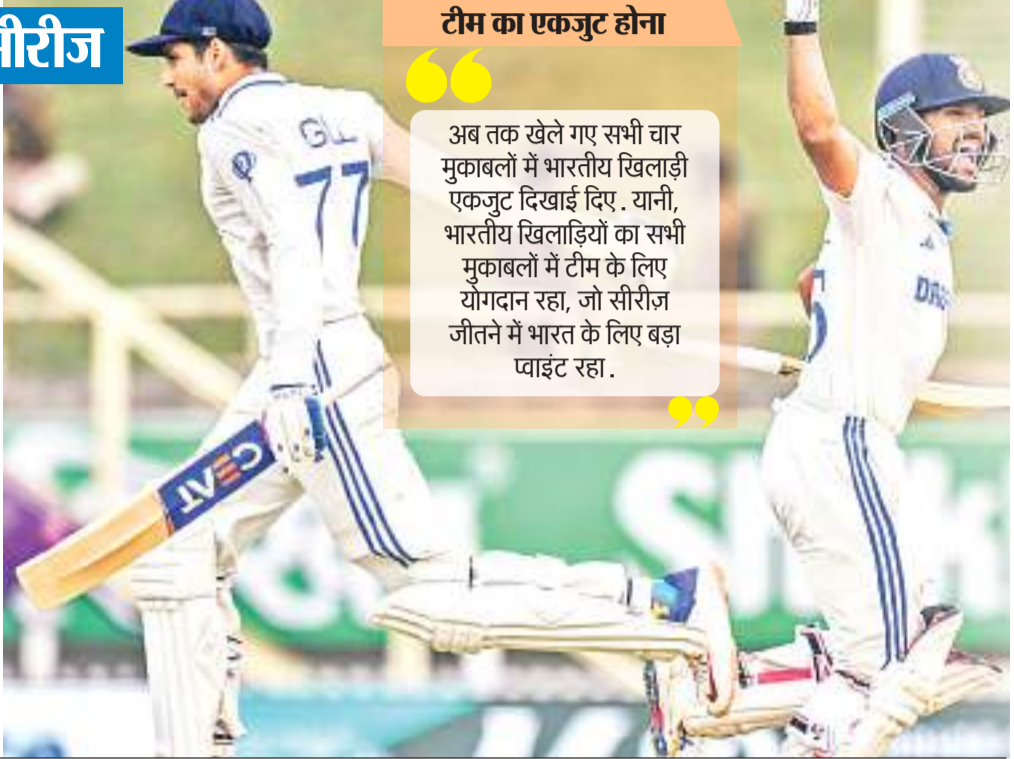 सीरीज
टीम का एकजुट होना
अब तक खेले गए सभी चार
मुकाबलों में भारतीय खिलाड़ी
एकजुट दिखाई दिए. यानी,
भारतीय खिलाड़ियों का सभी
मुकाबलों में टीम के लिए
योगदान रहा, जो सीरीज़
जीतने में भारत के लिए बड़ा
प्वाइंट रहा.
GILL
77
CEAT